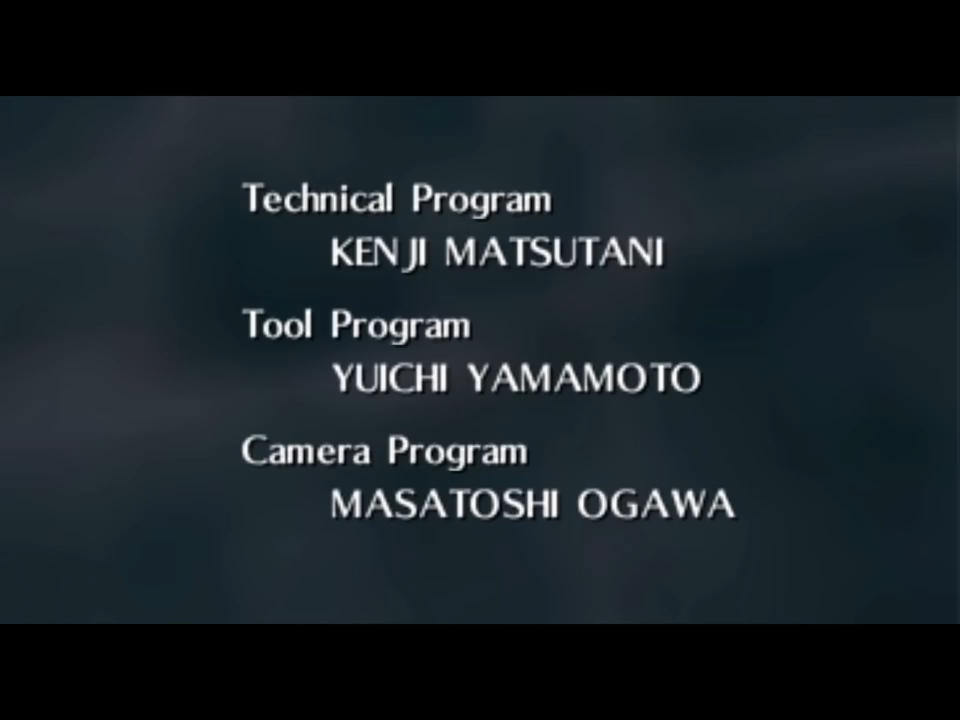 Technical Program
KENJI MATSUTANI
Tool Program
YUICHI YAMAMOTO
Camera Program
MASATOSHI OGAWA